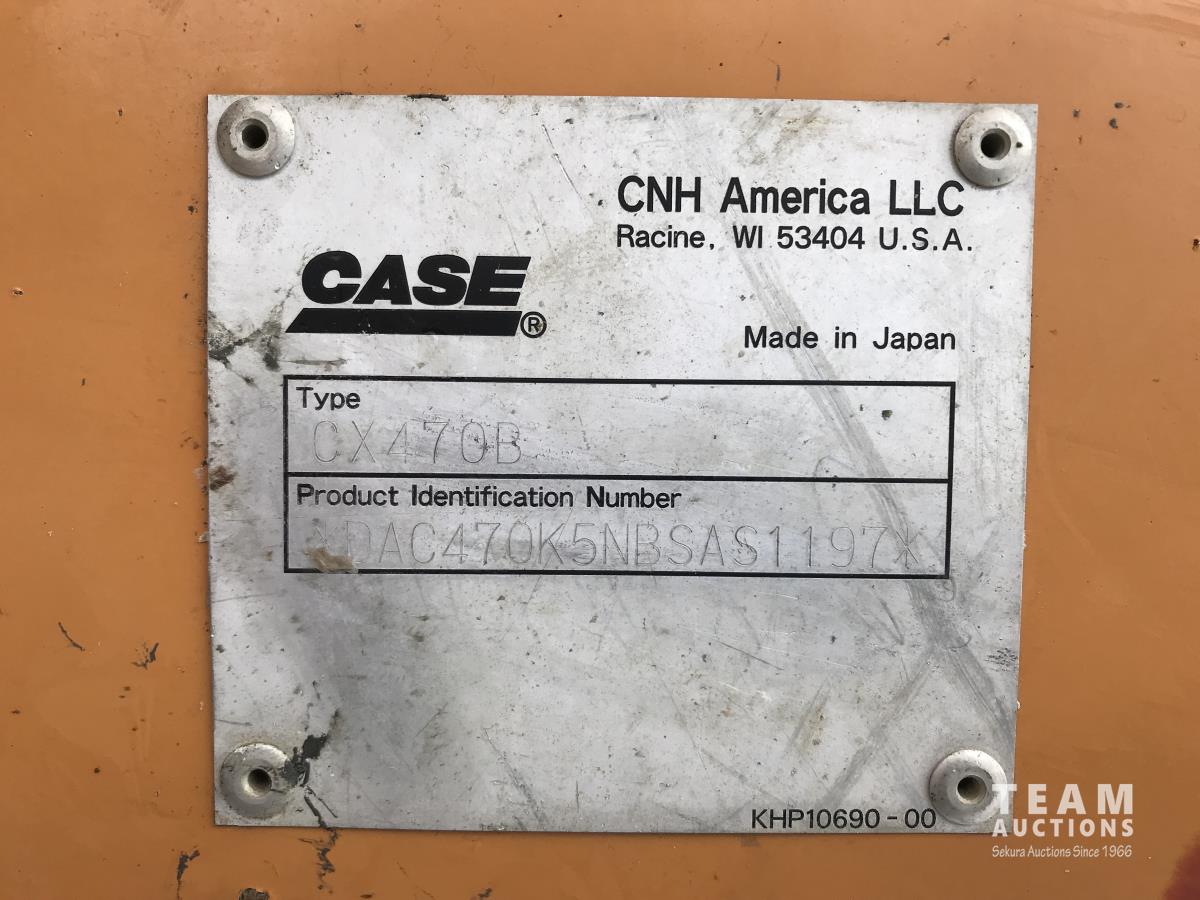 CNH America LLC
Racine, WI 53404 U.S.A.
CASE®
Made in Japan
Type
CX470B
Product Identification Number
*DAC470K5NBSAS1197*
KHP10690-00
TEAM
AUCTIONS
Sekura Auctions Since 1966